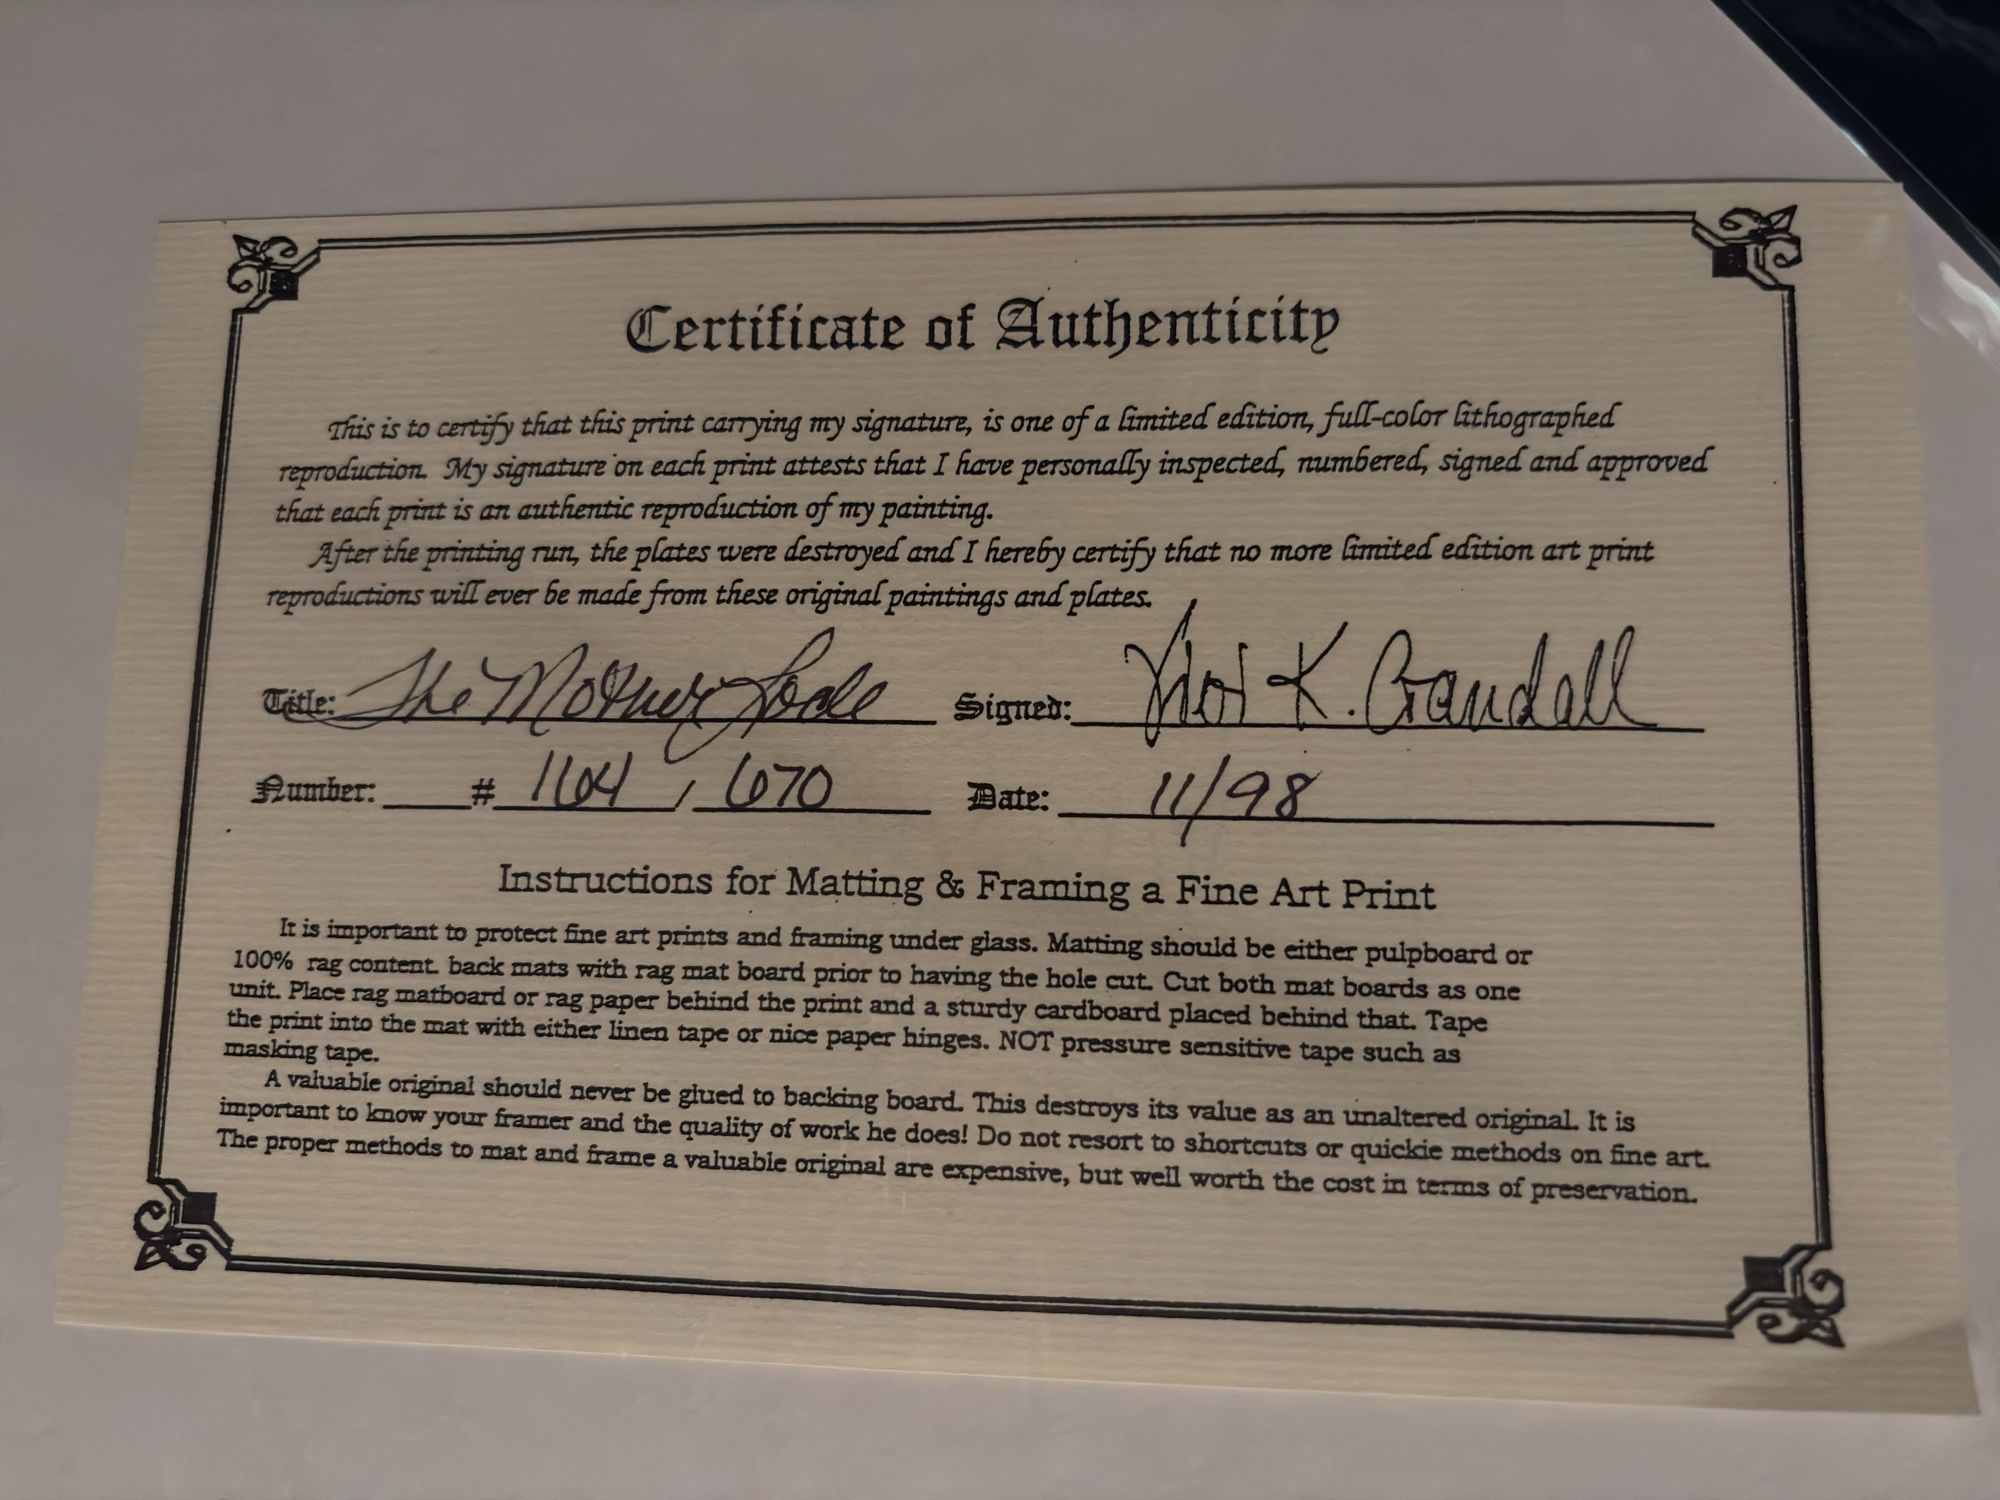 Certificate of Authenticity
This is to certify that this print carrying my signature, is one of a limited edition, full-color lithographed
reproduction. My signature on each print attests that I have personally inspected, numbered, signed and approved
that each print is an authentic reproduction of my painting.
After the printing run, the plates were destroyed and I hereby certify that no more limited edition art print
reproductions will ever be made from these original paintings and plates.
Title: The Mother Lode Signed: K. Crandall
Number: # 1164 / 670 Date: 11/98
Instructions for Matting & Framing a Fine Art Print
It is important to protect fine art prints and framing under glass. Matting should be either pulpboard or
100% rag content. back mats with rag mat board prior to having the hole cut. Cut both mat boards as one
unit. Place rag matboard or rag paper behind the print and a sturdy cardboard placed behind that. Tape
the print into the mat with either linen tape or nice paper hinges. NOT pressure sensitive tape such as
masking tape.
A valuable original should never be glued to backing board. This destroys its value as an unaltered original. It is
important to know your framer and the quality of work he does! Do not resort to shortcuts or quickie methods on fine art.
The proper methods to mat and frame a valuable original are expensive, but well worth the cost in terms of preservation.